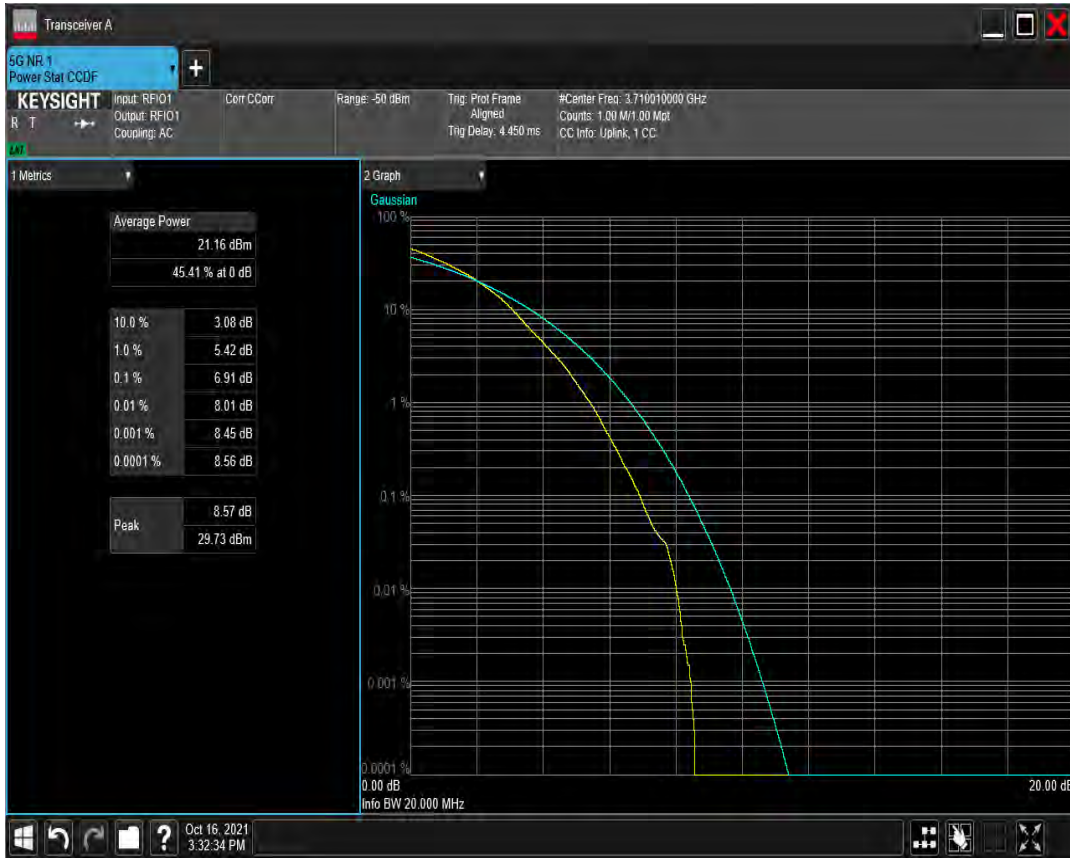 Transceiver A
5G NR 1
Power Stat CCDF
+
KEYSIGHT
R T
LXI
Input: RFIO1
Output: RFIO1
Coupling: AC
Corr CCorr
Range: -50 dBm
Trig: Prot Frame
Aligned
Trig Delay: 4.450 ms
#Center Freq: 3.710010000 GHz
Counts: 1.00 M/1.00 Mpt
CC Info: Uplink, 1 CC
1 Metrics
Average Power
21.16 dBm
45.41 % at 0 dB
10.0 % 3.08 dB
1.0 % 5.42 dB
0.1 % 6.91 dB
0.01 % 8.01 dB
0.001 % 8.45 dB
0.0001 % 8.56 dB
Peak
8.57 dB
29.73 dBm
2 Graph
Gaussian
100 %
10 %
1 %
0.1 %
0.01 %
0.001 %
0.0001 %
0.00 dB
20.00 dB
Info BW 20.000 MHz
?
Oct 16, 2021
3:32:34 PM